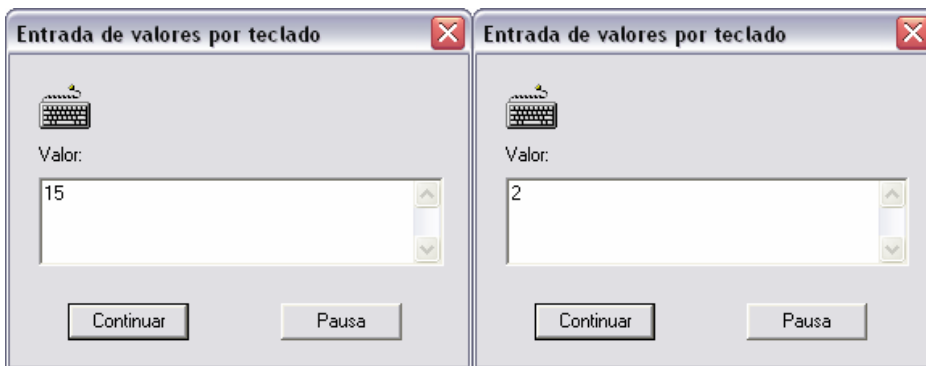 Entrada de valores por teclado
Valor:
15
Continuar Pausa
Entrada de valores por teclado
Valor:
2
Continuar Pausa